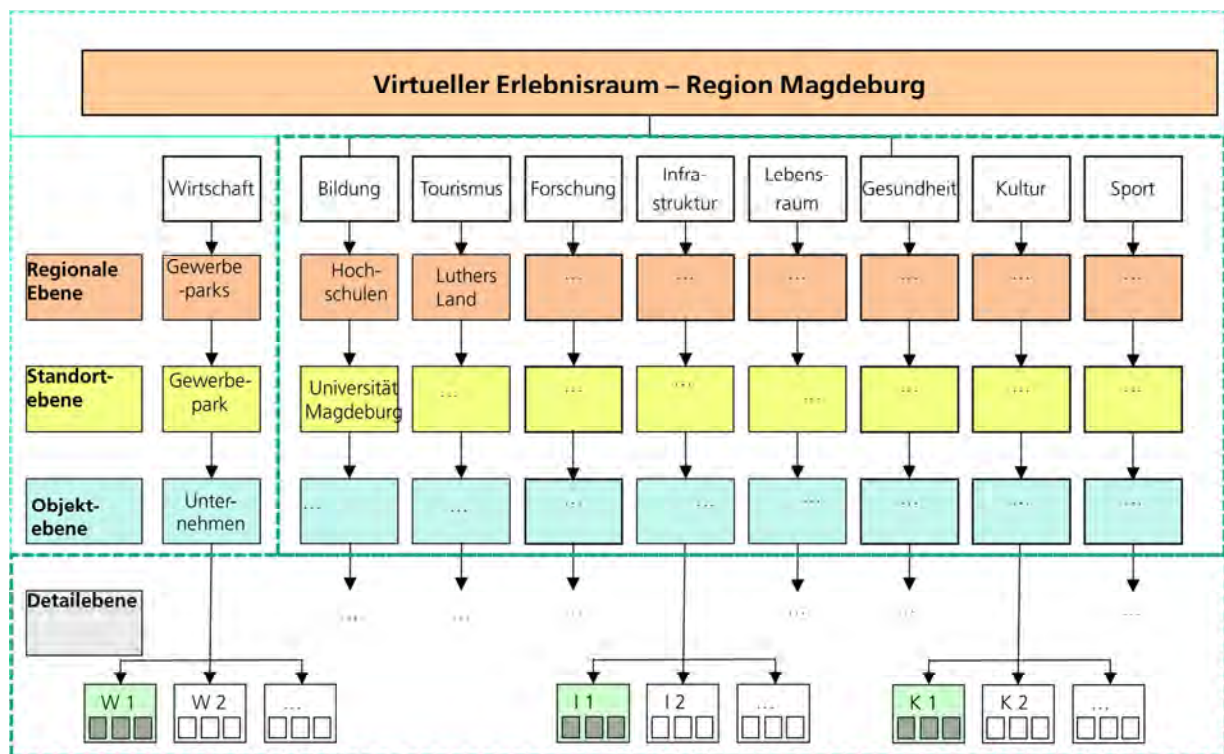 Virtueller Erlebnisraum – Region Magdeburg
Wirtschaft
Bildung
Tourismus
Forschung
Infra-
struktur
Lebens-
raum
Gesundheit
Kultur
Sport
Regionale
Ebene
Gewerbe
-parks
Hoch-
schulen
Luthers
Land
...
...
...
...
...
...
Standort-
ebene
Gewerbe-
park
Universität
Magdeburg
...
...
...
...
...
...
...
Objekt-
ebene
Unter-
nehmen
...
...
...
...
...
...
...
...
Detailebene
...
...
...
...
...
...
W 1
W 2
...
I 1
I 2
...
K 1
K 2
...